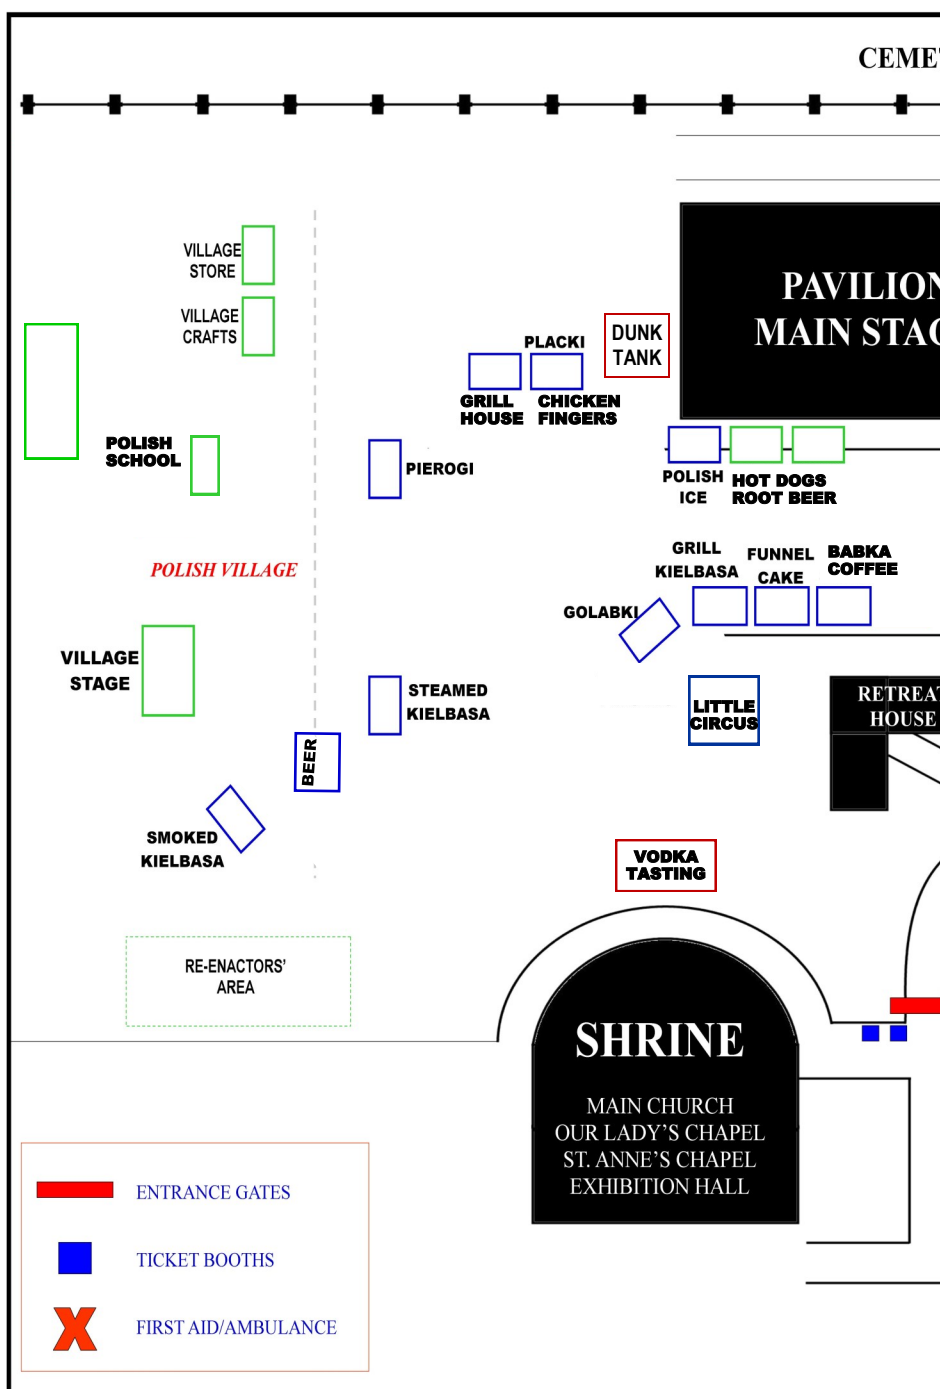 CEME
PAVILION
MAIN STAG
VILLAGE
STORE
VILLAGE
CRAFTS
DUNK
TANK
PLACKI
GRILL
HOUSE
CHICKEN
FINGERS
POLISH
SCHOOL
PIEROGI
POLISH
ICE
HOT DOGS
ROOT BEER
POLISH VILLAGE
GRILL
KIELBASA
FUNNEL
CAKE
BABKA
COFFEE
GOLABKI
VILLAGE
STAGE
STEAMED
KIELBASA
LITTLE
CIRCUS
RETREAT
HOUSE
BEER
SMOKED
KIELBASA
VODKA
TASTING
RE-ENACTORS'
AREA
SHRINE
MAIN CHURCH
OUR LADY'S CHAPEL
ST. ANNE'S CHAPEL
EXHIBITION HALL
ENTRANCE GATES
TICKET BOOTHS
FIRST AID/AMBULANCE